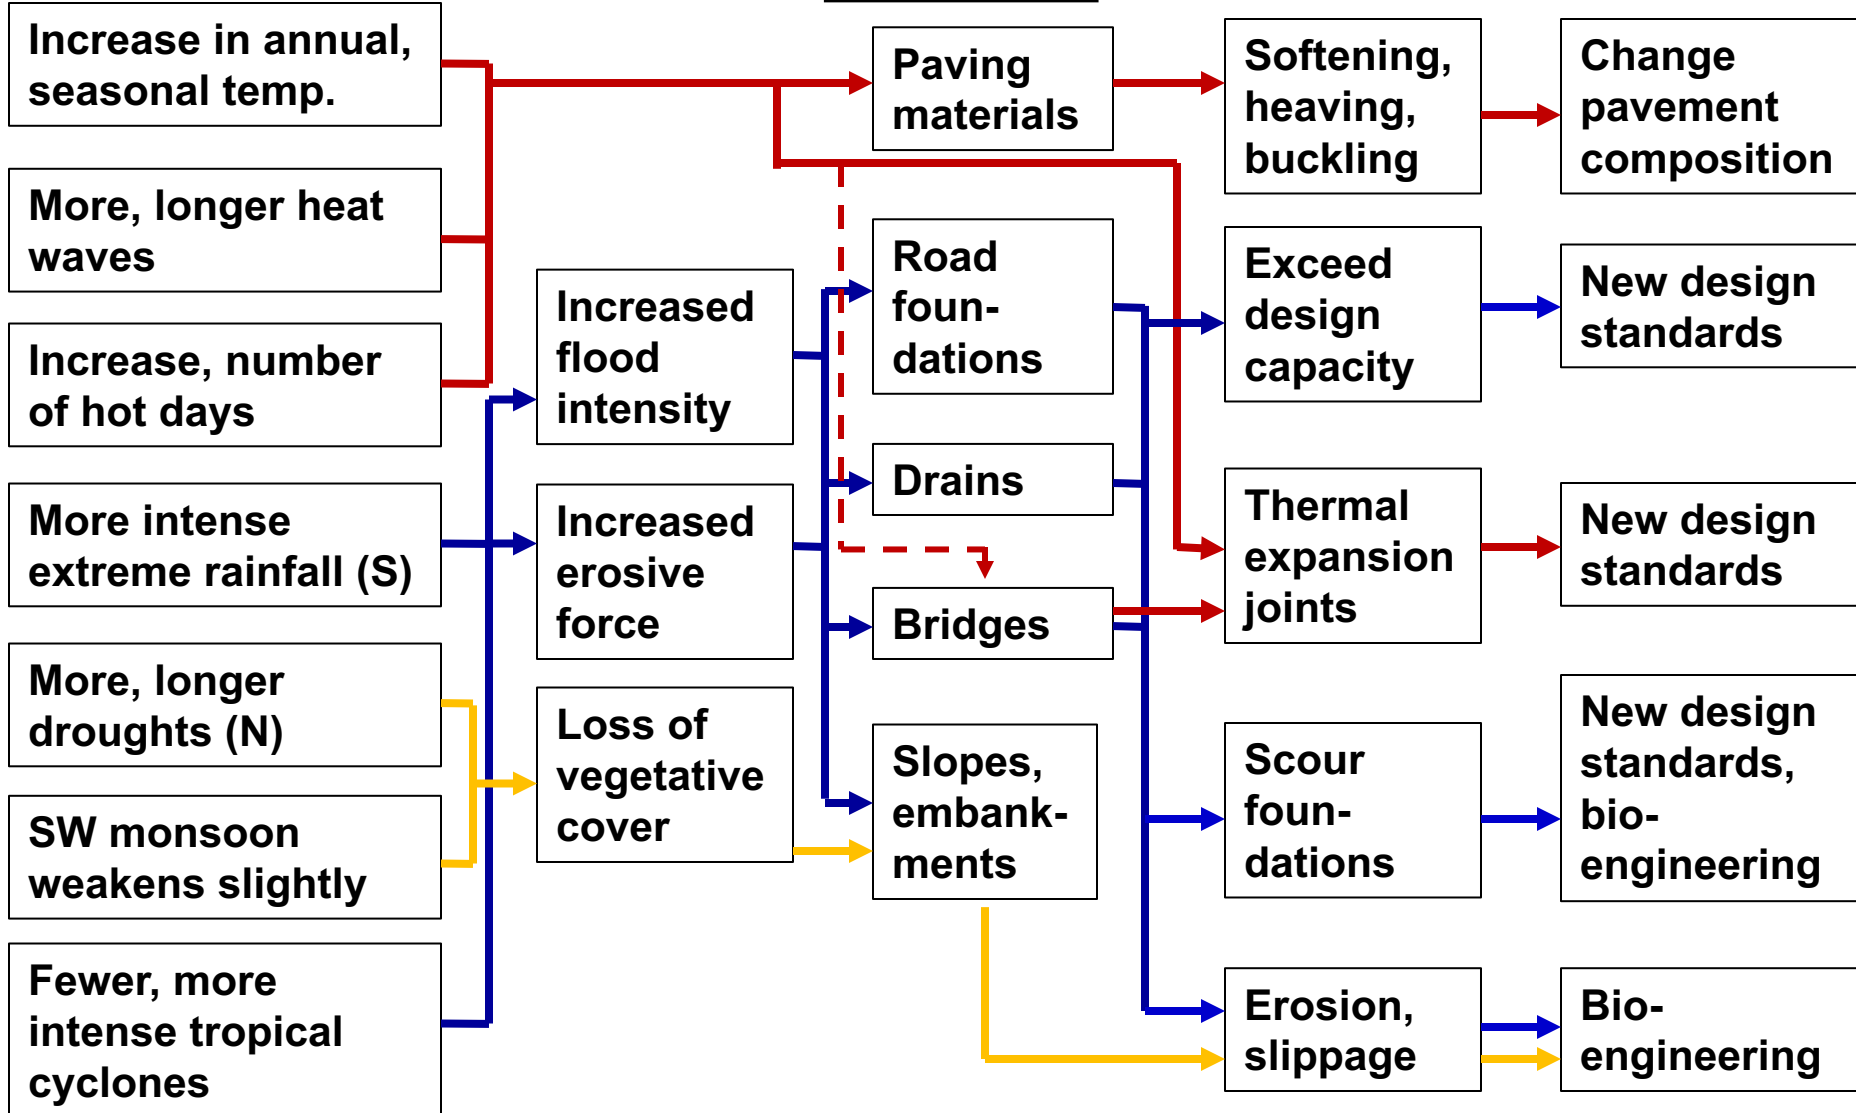 Increase in annual,
seasonal temp.
More, longer heat
waves
Increase, number
of hot days
More intense
extreme rainfall (S)
More, longer
droughts (N)
SW monsoon
weakens slightly
Fewer, more
intense tropical
cyclones
Increased
flood
intensity
Increased
erosive
force
Loss of
vegetative
cover
Paving
materials
Road
foun-
dations
Drains
Bridges
Slopes,
embank-
ments
Softening,
heaving,
buckling
Exceed
design
capacity
Thermal
expansion
joints
Scour
foun-
dations
Erosion,
slippage
Change
pavement
composition
New design
standards
New design
standards
New design
standards,
bio-
engineering
Bio-
engineering